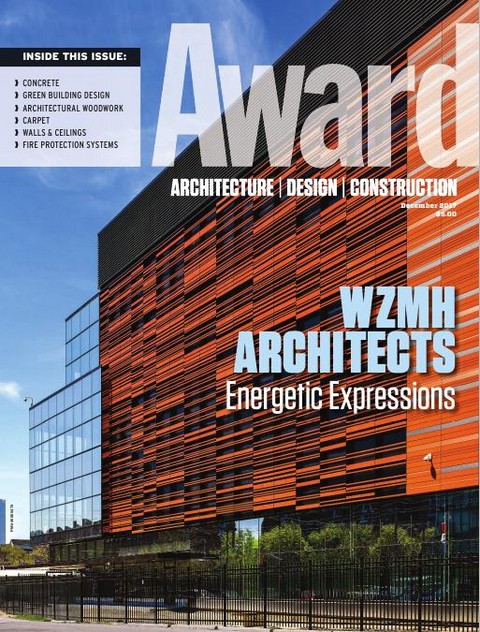 INSIDE THIS ISSUE:
CONCRETE
GREEN BUILDING DESIGN
ARCHITECTURAL WOODWORK
CARPET
WALLS & CEILINGS
FIRE PROTECTION SYSTEMS
Award
ARCHITECTURE | DESIGN | CONSTRUCTION
December 2017
$5.00
WZMH
ARCHITECTS
Energetic Expressions